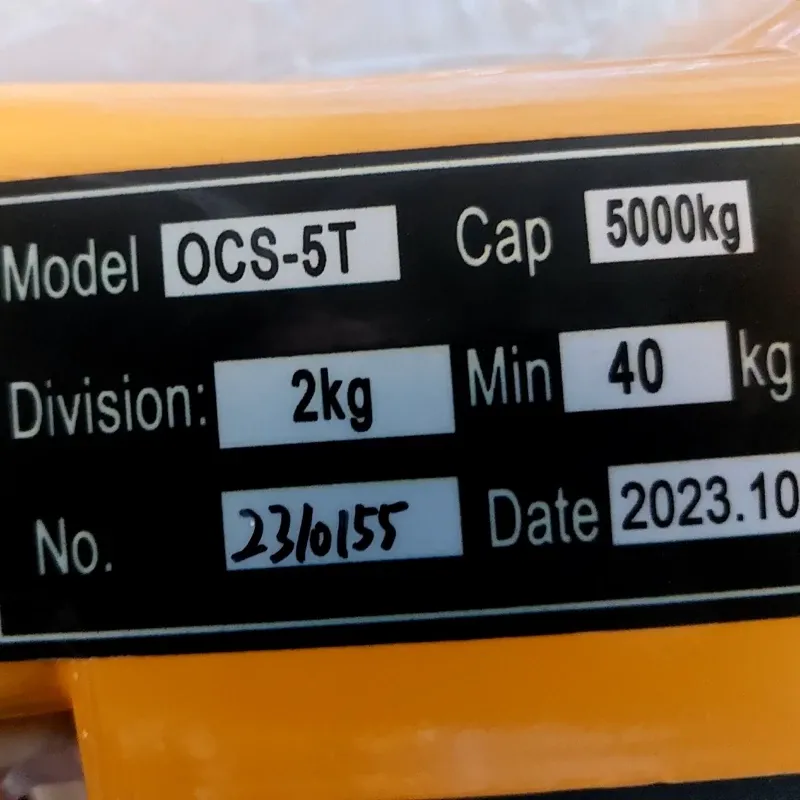 Model OCS-5T Cap 5000kg
Division: 2kg Min 40 kg
No. 2310155 Date 2023.10